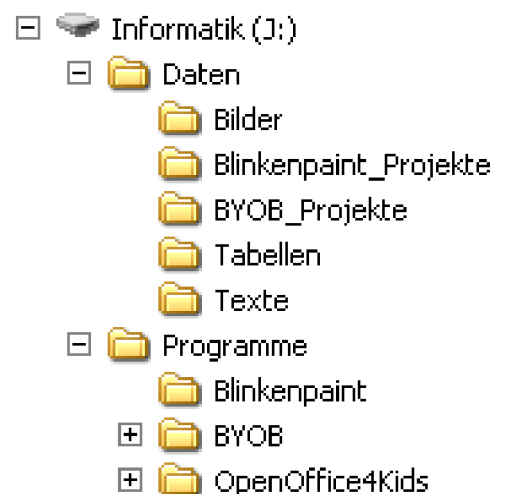 Informatik (J:)
Daten
Bilder
Blinkenpaint_Projekte
BYOB_Projekte
Tabellen
Texte
Programme
Blinkenpaint
BYOB
OpenOffice4Kids